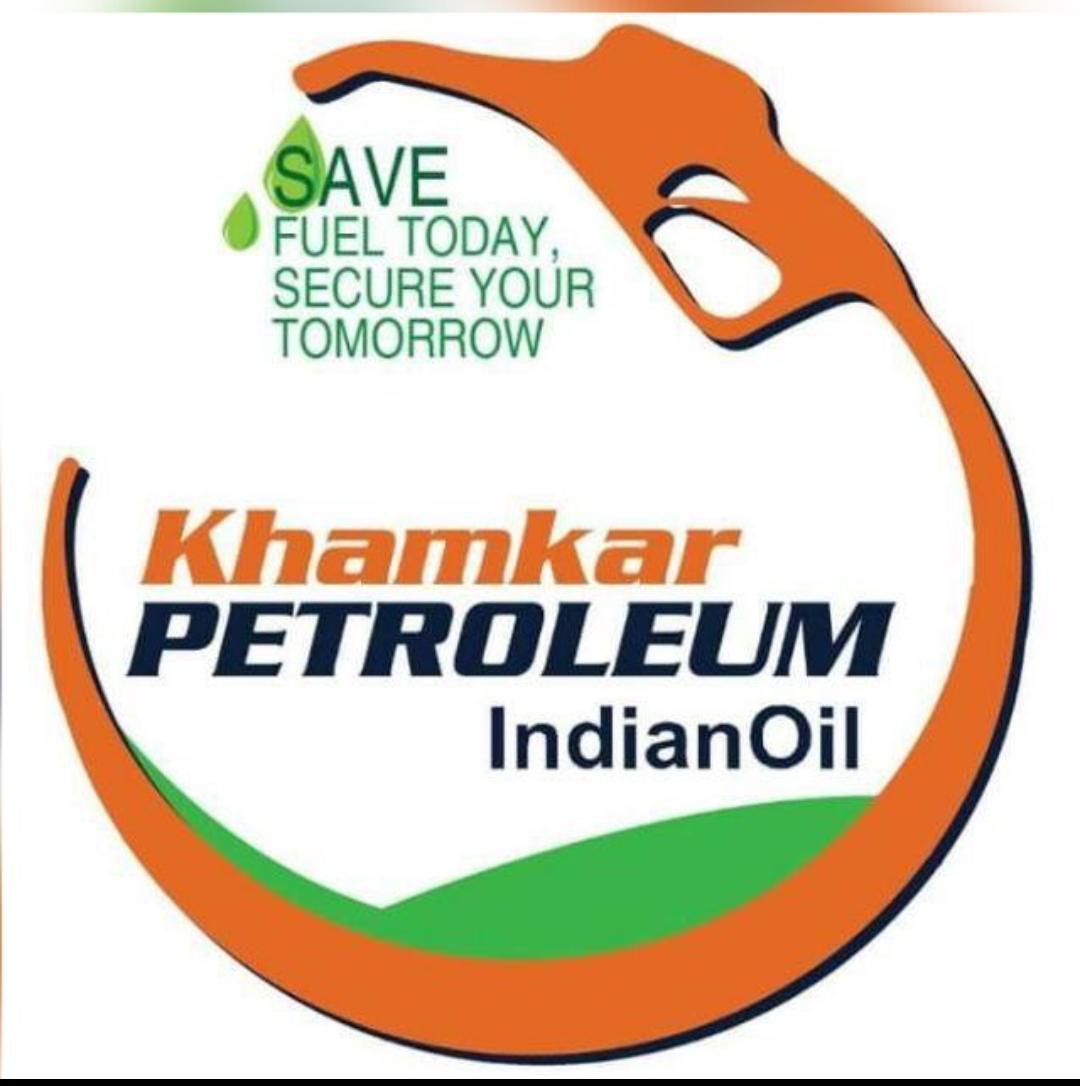 SAVE
FUEL TODAY,
SECURE YOUR
TOMORROW
Khamkar
PETROLEUM
IndianOil